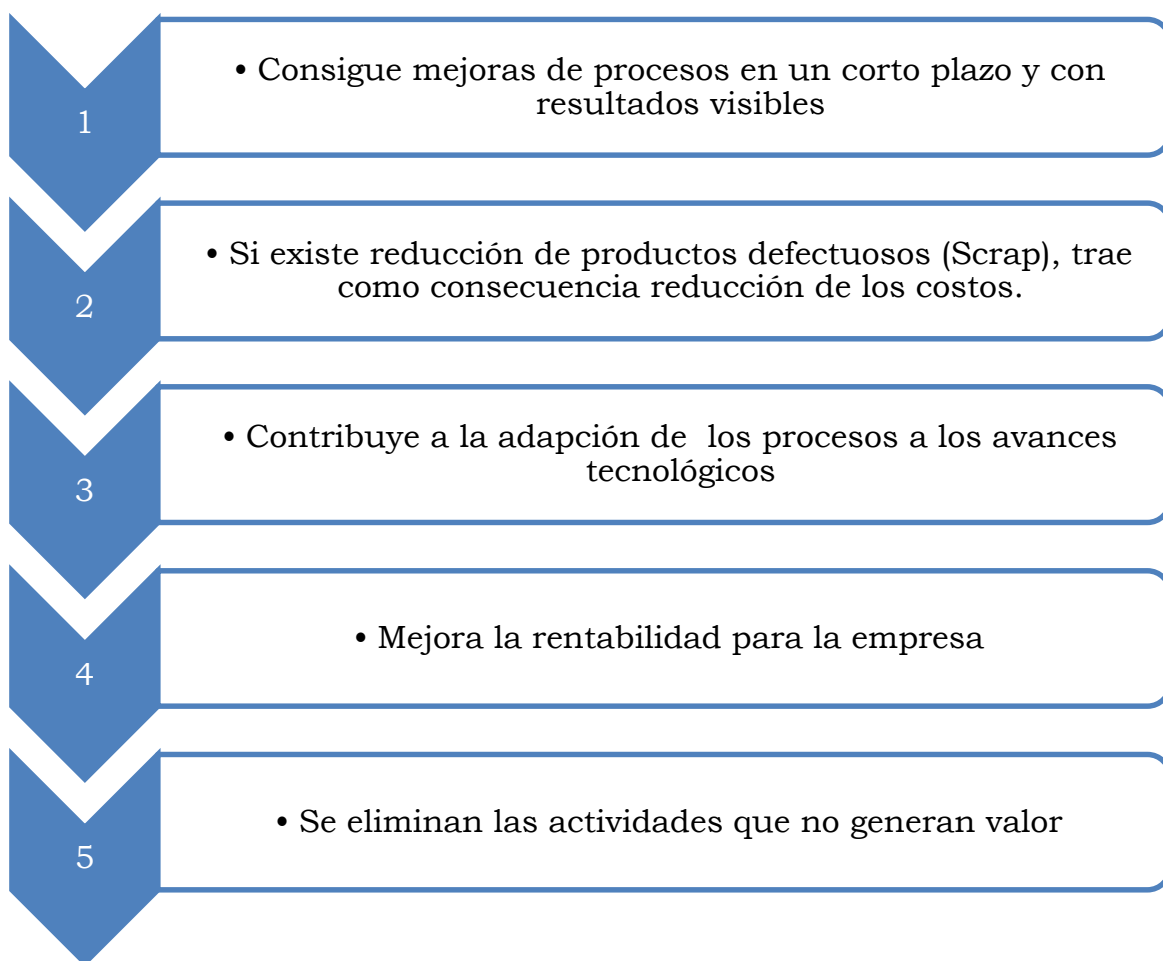 1
• Consigue mejoras de procesos en un corto plazo y con
resultados visibles
2
• Si existe reducción de productos defectuosos (Scrap), trae
como consecuencia reducción de los costos.
3
• Contribuye a la adapción de  los procesos a los avances
tecnológicos
4
• Mejora la rentabilidad para la empresa
5
• Se eliminan las actividades que no generan valor